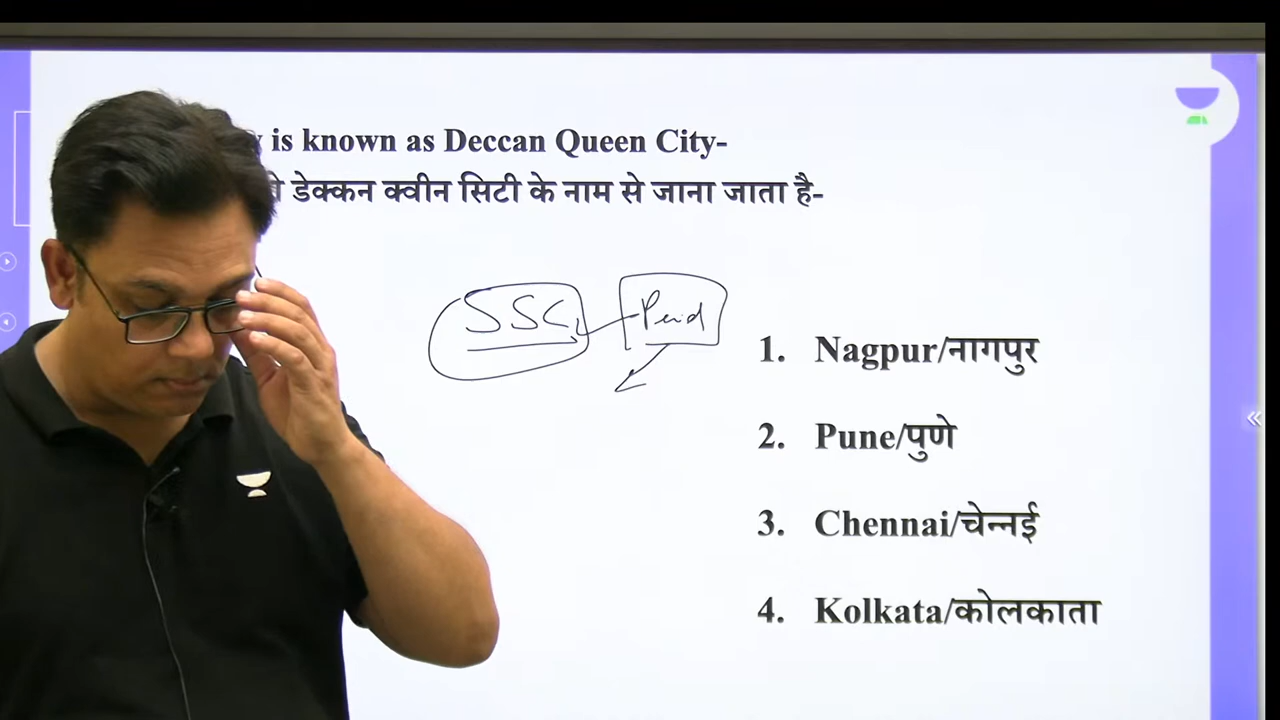 is known as Deccan Queen City-
डेक्कन क्वीन सिटी के नाम से जाना जाता है-
SSC
1. Nagpur/नागपुर
2. Pune/पुणे
3. Chennai/चेन्नई
4. Kolkata/कोलकाता